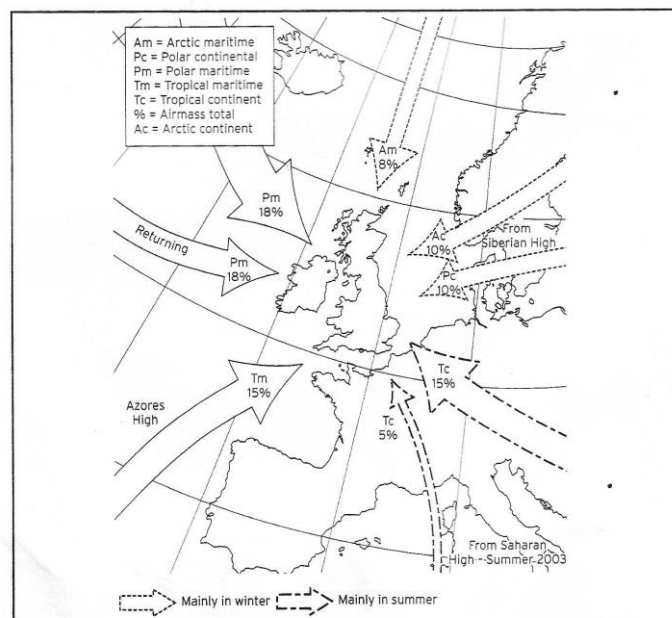 Am = Arctic maritime
Pc = Polar continental
Pm = Polar maritime
Tm = Tropical maritime
Tc = Tropical continent
% = Airmass total
Ac = Arctic continent
Am
8%
Pm
18%
Returning
Pm
18%
Ac
10%
From
Siberian High
Pc
10%
Tm
15%
Azores
High
Tc
15%
Tc
5%
From Saharan
High - Summer 2003
Mainly in winter
Mainly in summer